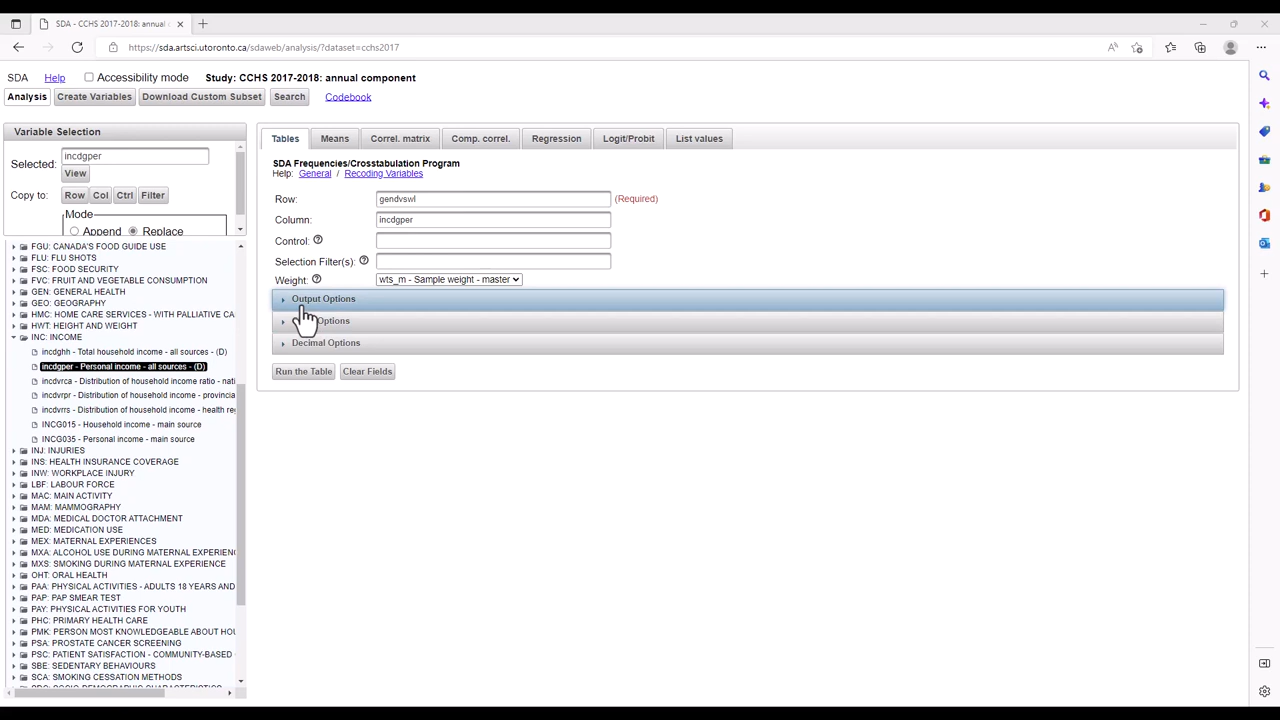 SDA - CCHS 2017-2018: annual
https://sda.artsci.utoronto.ca/sdaweb/analysis/?dataset=cchs2017
SDA Help Accessibility mode Study: CCHS 2017-2018: annual component
Analysis Create Variables Download Custom Subset Search Codebook
Variable Selection
Selected: incdgper
View
Copy to: Row Col Ctrl Filter
Mode
Append Replace
FGU: CANADA'S FOOD GUIDE USE
FLU: FLU SHOTS
FSC: FOOD SECURITY
FVC: FRUIT AND VEGETABLE CONSUMPTION
GEN: GENERAL HEALTH
GEO: GEOGRAPHY
HMC: HOME CARE SERVICES - WITH PALLIATIVE CA
HWT: HEIGHT AND WEIGHT
INC: INCOME
incdghh - Total household income - all sources - (D)
incdgper - Personal income - all sources - (D)
incdvrca - Distribution of household income ratio - nati
incdvrpr - Distribution of household income - provincia
incdvrrs - Distribution of household income - health reg
INCG015 - Household income - main source
INCG035 - Personal income - main source
INJ: INJURIES
INS: HEALTH INSURANCE COVERAGE
INW: WORKPLACE INJURY
LBF: LABOUR FORCE
MAC: MAIN ACTIVITY
MAM: MAMMOGRAPHY
MDA: MEDICAL DOCTOR ATTACHMENT
MED: MEDICATION USE
MEX: MATERNAL EXPERIENCES
MXA: ALCOHOL USE DURING MATERNAL EXPERIENC
MXS: SMOKING DURING MATERNAL EXPERIENCE
OHT: ORAL HEALTH
PAA: PHYSICAL ACTIVITIES - ADULTS 18 YEARS AND
PAP: PAP SMEAR TEST
PAY: PHYSICAL ACTIVITIES FOR YOUTH
PHC: PRIMARY HEALTH CARE
PMK: PERSON MOST KNOWLEDGEABLE ABOUT HOU
PSA: PROSTATE CANCER SCREENING
PSC: PATIENT SATISFACTION - COMMUNITY-BASED
SBE: SEDENTARY BEHAVIOURS
SCA: SMOKING CESSATION METHODS
Tables Means Correl. matrix Comp. correl. Regression Logit/Probit List values
SDA Frequencies/Crosstabulation Program
Help: General / Recoding Variables
Row: gendvswl (Required)
Column: incdgper
Control:
Selection Filter(s):
Weight: wts_m - Sample weight - master
Output Options
Options
Decimal Options
Run the Table Clear Fields